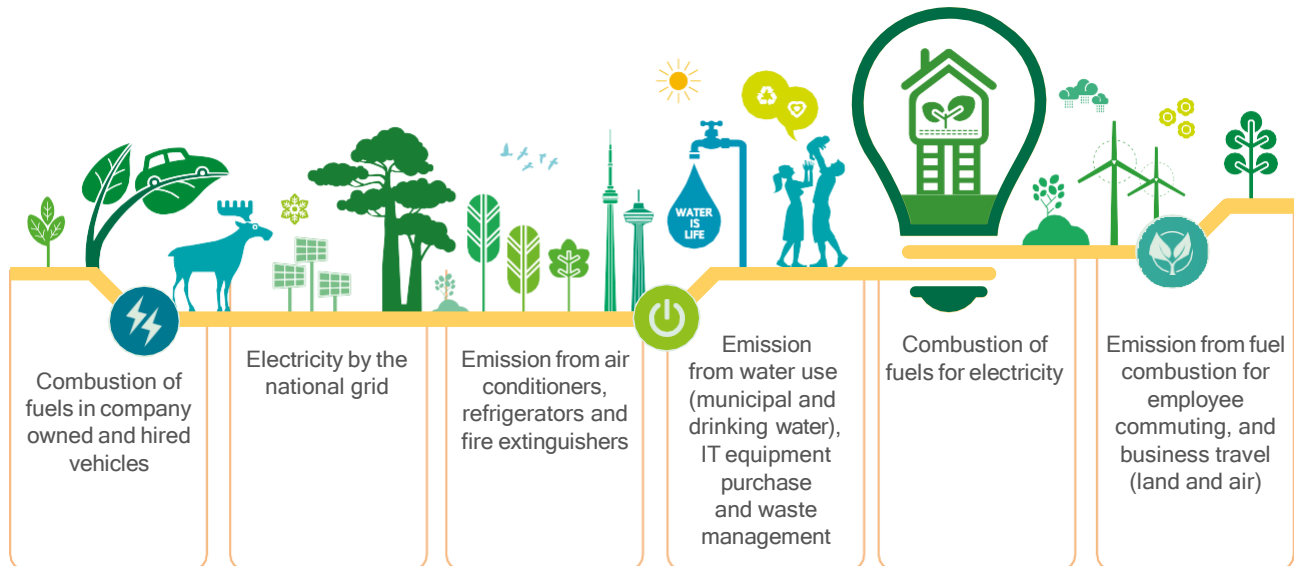 WATER
IS
LIFE
Combustion of
fuels in company
owned and hired
vehicles
Electricity by the
national grid
Emission from air
conditioners,
refrigerators and
fire extinguishers
Emission
from water use
(municipal and
drinking water),
IT equipment
purchase
and waste
management
Combustion of
fuels for electricity
Emission from fuel
combustion for
employee
commuting, and
business travel
(land and air)